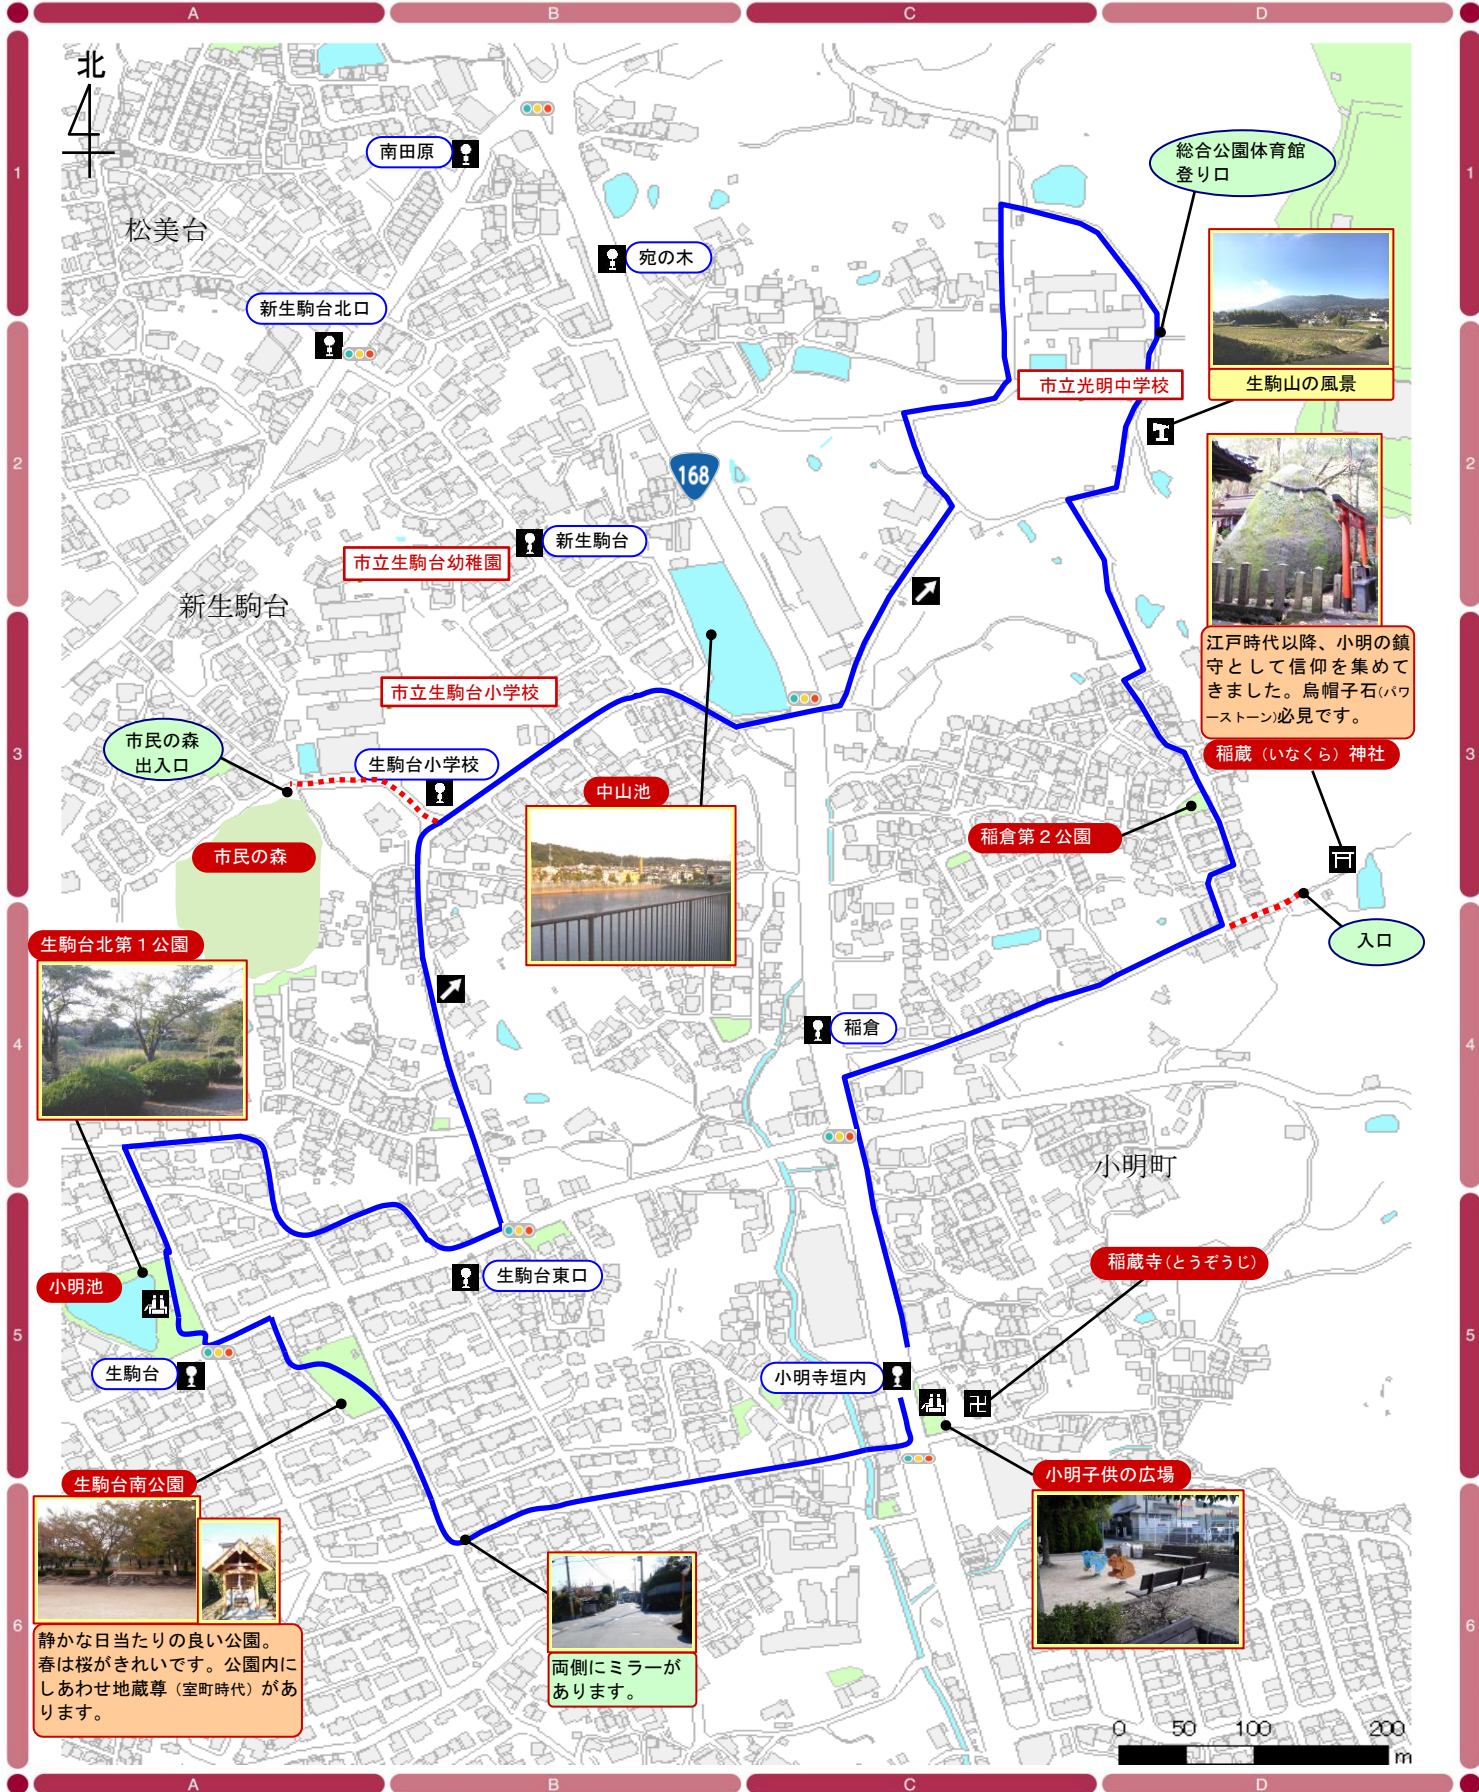 A
B
C
D
1
1
2
2
3
3
4
4
5
5
6
6
北
南田原
総合公園体育館
登り口
松美台
宛の木
新生駒台北口
市立光明中学校
生駒山の風景
168
新生駒台
市立生駒台幼稚園
新生駒台
江戸時代以降、小明の鎮
守として信仰を集めて
きました。烏帽子石(パワ
ーストーン)必見です。
市立生駒台小学校
市民の森
出入口
生駒台小学校
稲蔵（いなくら）神社
中山池
稲倉第２公園
市民の森
入口
生駒台北第１公園
稲倉
小明町
稲蔵寺(とうぞうじ)
生駒台東口
小明池
生駒台
小明寺垣内
生駒台南公園
小明子供の広場
静かな日当たりの良い公園。
春は桜がきれいです。公園内に
しあわせ地蔵尊（室町時代）があ
ります。
両側にミラーが
あります。
0 50 100 200
m
A
B
C
D